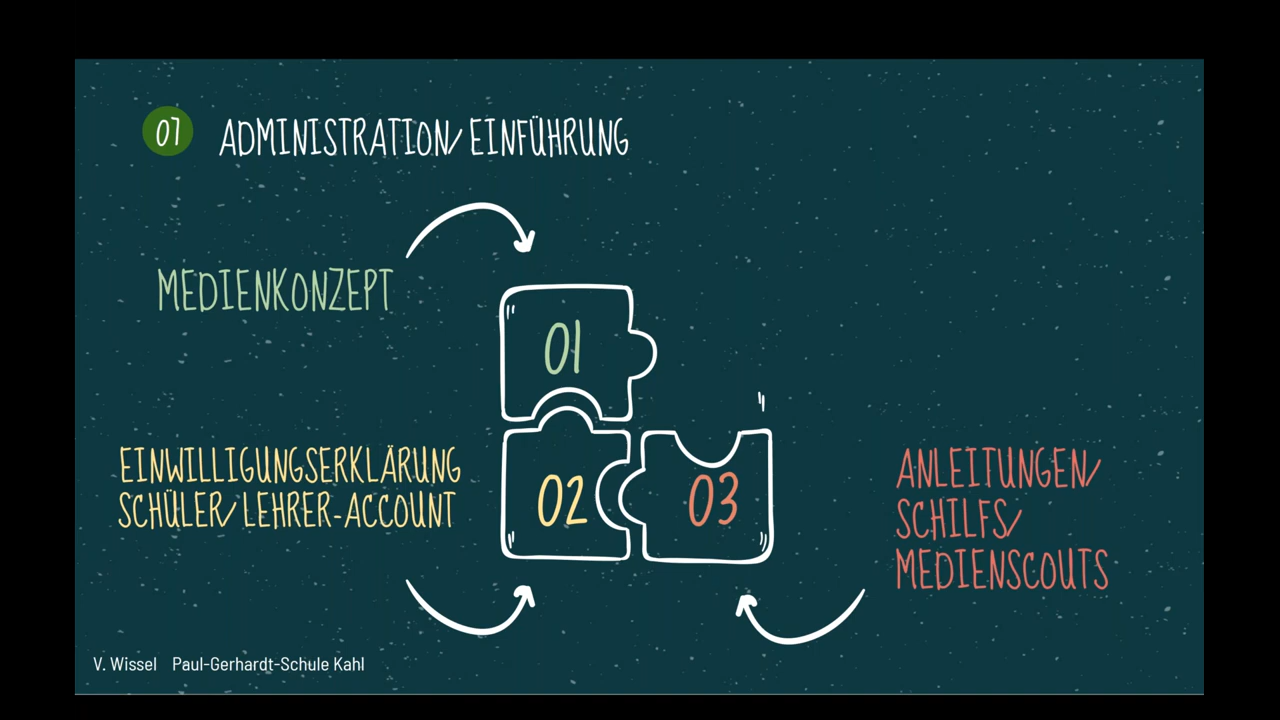 07 ADMINISTRATION/ EINFÜHRUNG
MEDIENKONZEPT
01
EINWILLIGUNGSERKLÄRUNG
SCHÜLER/ LEHRER-ACCOUNT
02
03
ANLEITUNGEN/
SCHILFS/
MEDIENSCOUTS
V. Wissel Paul-Gerhardt-Schule Kahl